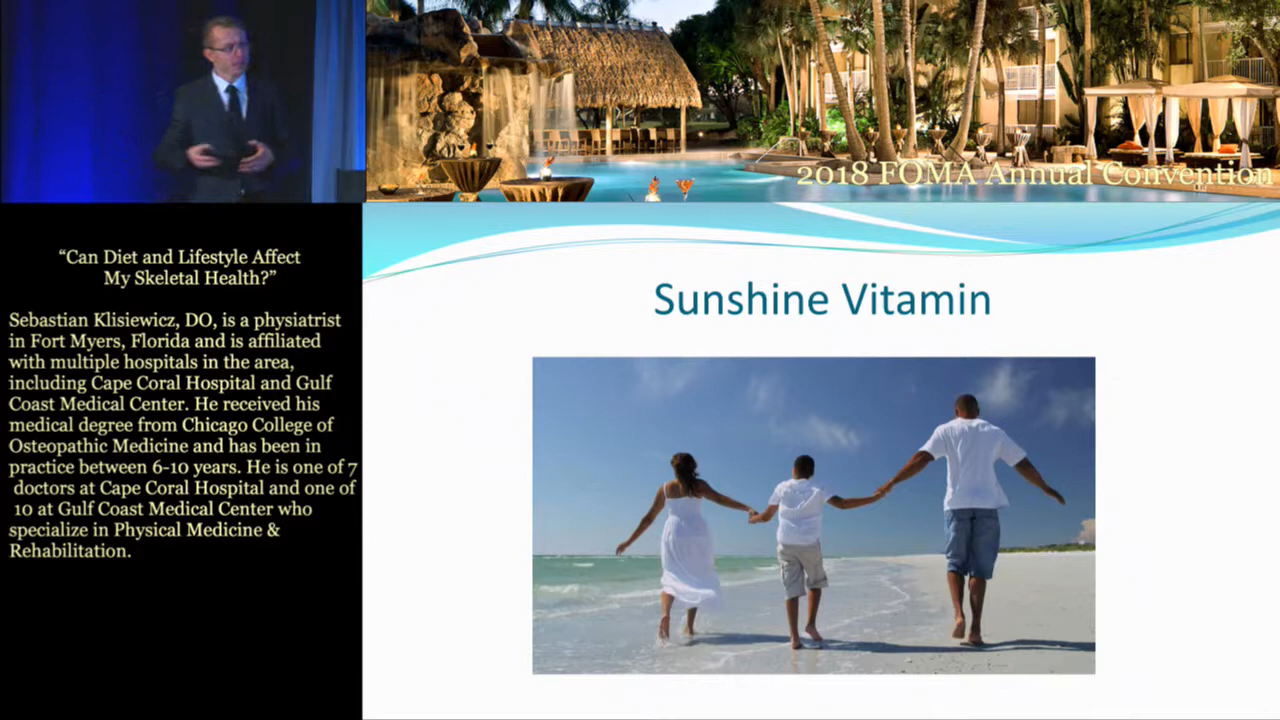 2018 FOMA Annual Convention
“Can Diet and Lifestyle Affect
My Skeletal Health?”
Sebastian Klisiewicz, DO, is a physiatrist
in Fort Myers, Florida and is affiliated
with multiple hospitals in the area,
including Cape Coral Hospital and Gulf
Coast Medical Center. He received his
medical degree from Chicago College of
Osteopathic Medicine and has been in
practice between 6-10 years. He is one of 7
doctors at Cape Coral Hospital and one of
10 at Gulf Coast Medical Center who
specialize in Physical Medicine &
Rehabilitation.
Sunshine Vitamin